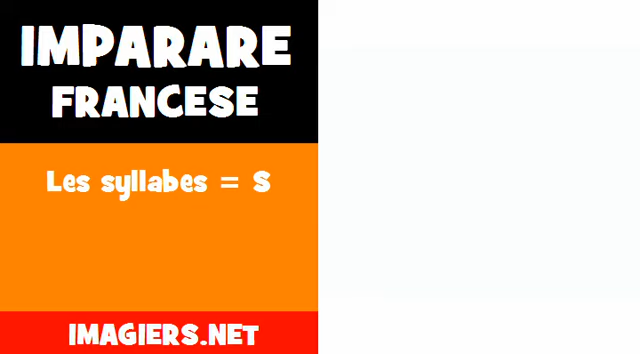 IMPARARE
FRANCESE
Les syllabes = S
IMAGIERS.NET